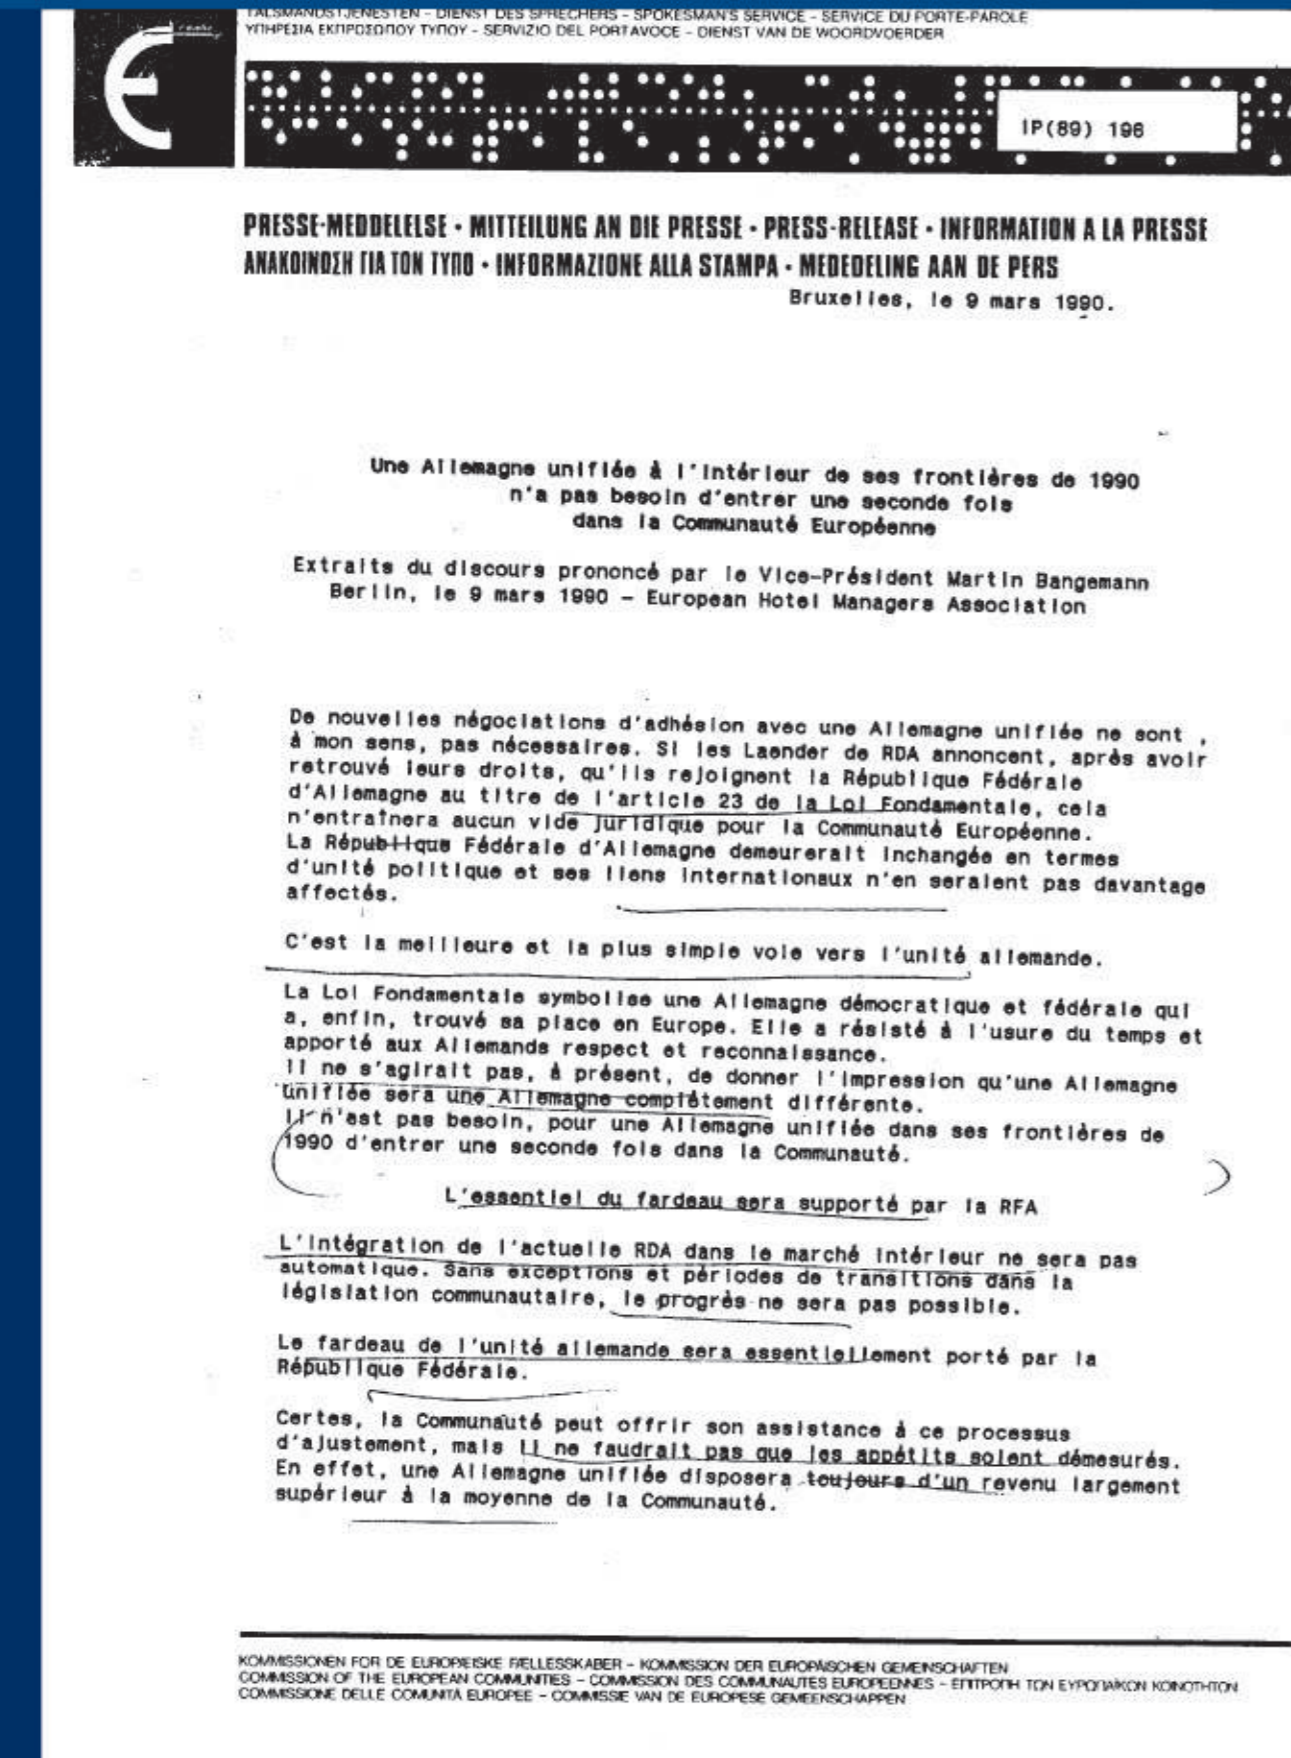 TALSMANDSTJENESTEN – DIENST DES SPRECHERS – SPOKESMAN'S SERVICE – SERVICE DU PORTE-PAROLE
ΥΠΗΡΕΣΙΑ ΕΚΠΡΟΣΩΠΟΥ ΤΥΠΟΥ – SERVIZIO DEL PORTAVOCE – DIENST VAN DE WOORDVOERDER
IP(89) 196
PRESSE-MEDDELELSE · MITTEILUNG AN DIE PRESSE · PRESS-RELEASE · INFORMATION A LA PRESSE
ΑΝΑΚΟΙΝΩΣΗ ΓΙΑ ΤΟΝ ΤΥΠΟ · INFORMAZIONE ALLA STAMPA · MEDEDELING AAN DE PERS
Bruxelles, le 9 mars 1990.
Une Allemagne unifiée à l'intérieur de ses frontières de 1990
n'a pas besoin d'entrer une seconde fois
dans la Communauté Européenne
Extraits du discours prononcé par le Vice-Président Martin Bangemann
Berlin, le 9 mars 1990 – European Hotel Managers Association
De nouvelles négociations d'adhésion avec une Allemagne unifiée ne sont ,
à mon sens, pas nécessaires. Si les Laender de RDA annoncent, après avoir
retrouvé leurs droits, qu'ils rejoignent la République Fédérale
d'Allemagne au titre de l'article 23 de la Loi Fondamentale, cela
n'entraînera aucun vide juridique pour la Communauté Européenne.
La République Fédérale d'Allemagne demeurerait inchangée en termes
d'unité politique et ses liens internationaux n'en seraient pas davantage
affectés.
C'est la meilleure et la plus simple voie vers l'unité allemande.
La Loi Fondamentale symbolise une Allemagne démocratique et fédérale qui
a, enfin, trouvé sa place en Europe. Elle a résisté à l'usure du temps et
apporté aux Allemands respect et reconnaissance.
Il ne s'agirait pas, à présent, de donner l'impression qu'une Allemagne
unifiée sera une Allemagne complètement différente.
Il n'est pas besoin, pour une Allemagne unifiée dans ses frontières de
1990 d'entrer une seconde fois dans la Communauté.
L'essentiel du fardeau sera supporté par la RFA
L'intégration de l'actuelle RDA dans le marché intérieur ne sera pas
automatique. Sans exceptions et périodes de transitions dans la
législation communautaire, le progrès ne sera pas possible.
Le fardeau de l'unité allemande sera essentiellement porté par la
République Fédérale.
Certes, la Communauté peut offrir son assistance à ce processus
d'ajustement, mais il ne faudrait pas que les appétits soient démesurés.
En effet, une Allemagne unifiée disposera toujours d'un revenu largement
supérieur à la moyenne de la Communauté.
KOMMISSIONEN FOR DE EUROPÆISKE FÆLLESSKABER – KOMMISSION DER EUROPÄISCHEN GEMEINSCHAFTEN
COMMISSION OF THE EUROPEAN COMMUNITIES – COMMISSION DES COMMUNAUTES EUROPEENNES – ΕΠΙΤΡΟΠΗ ΤΩΝ ΕΥΡΩΠΑΪΚΩΝ ΚΟΙΝΟΤΗΤΩΝ
COMMISSIONE DELLE COMUNITÀ EUROPEE – COMMISSIE VAN DE EUROPESE GEMEENSCHAPPEN